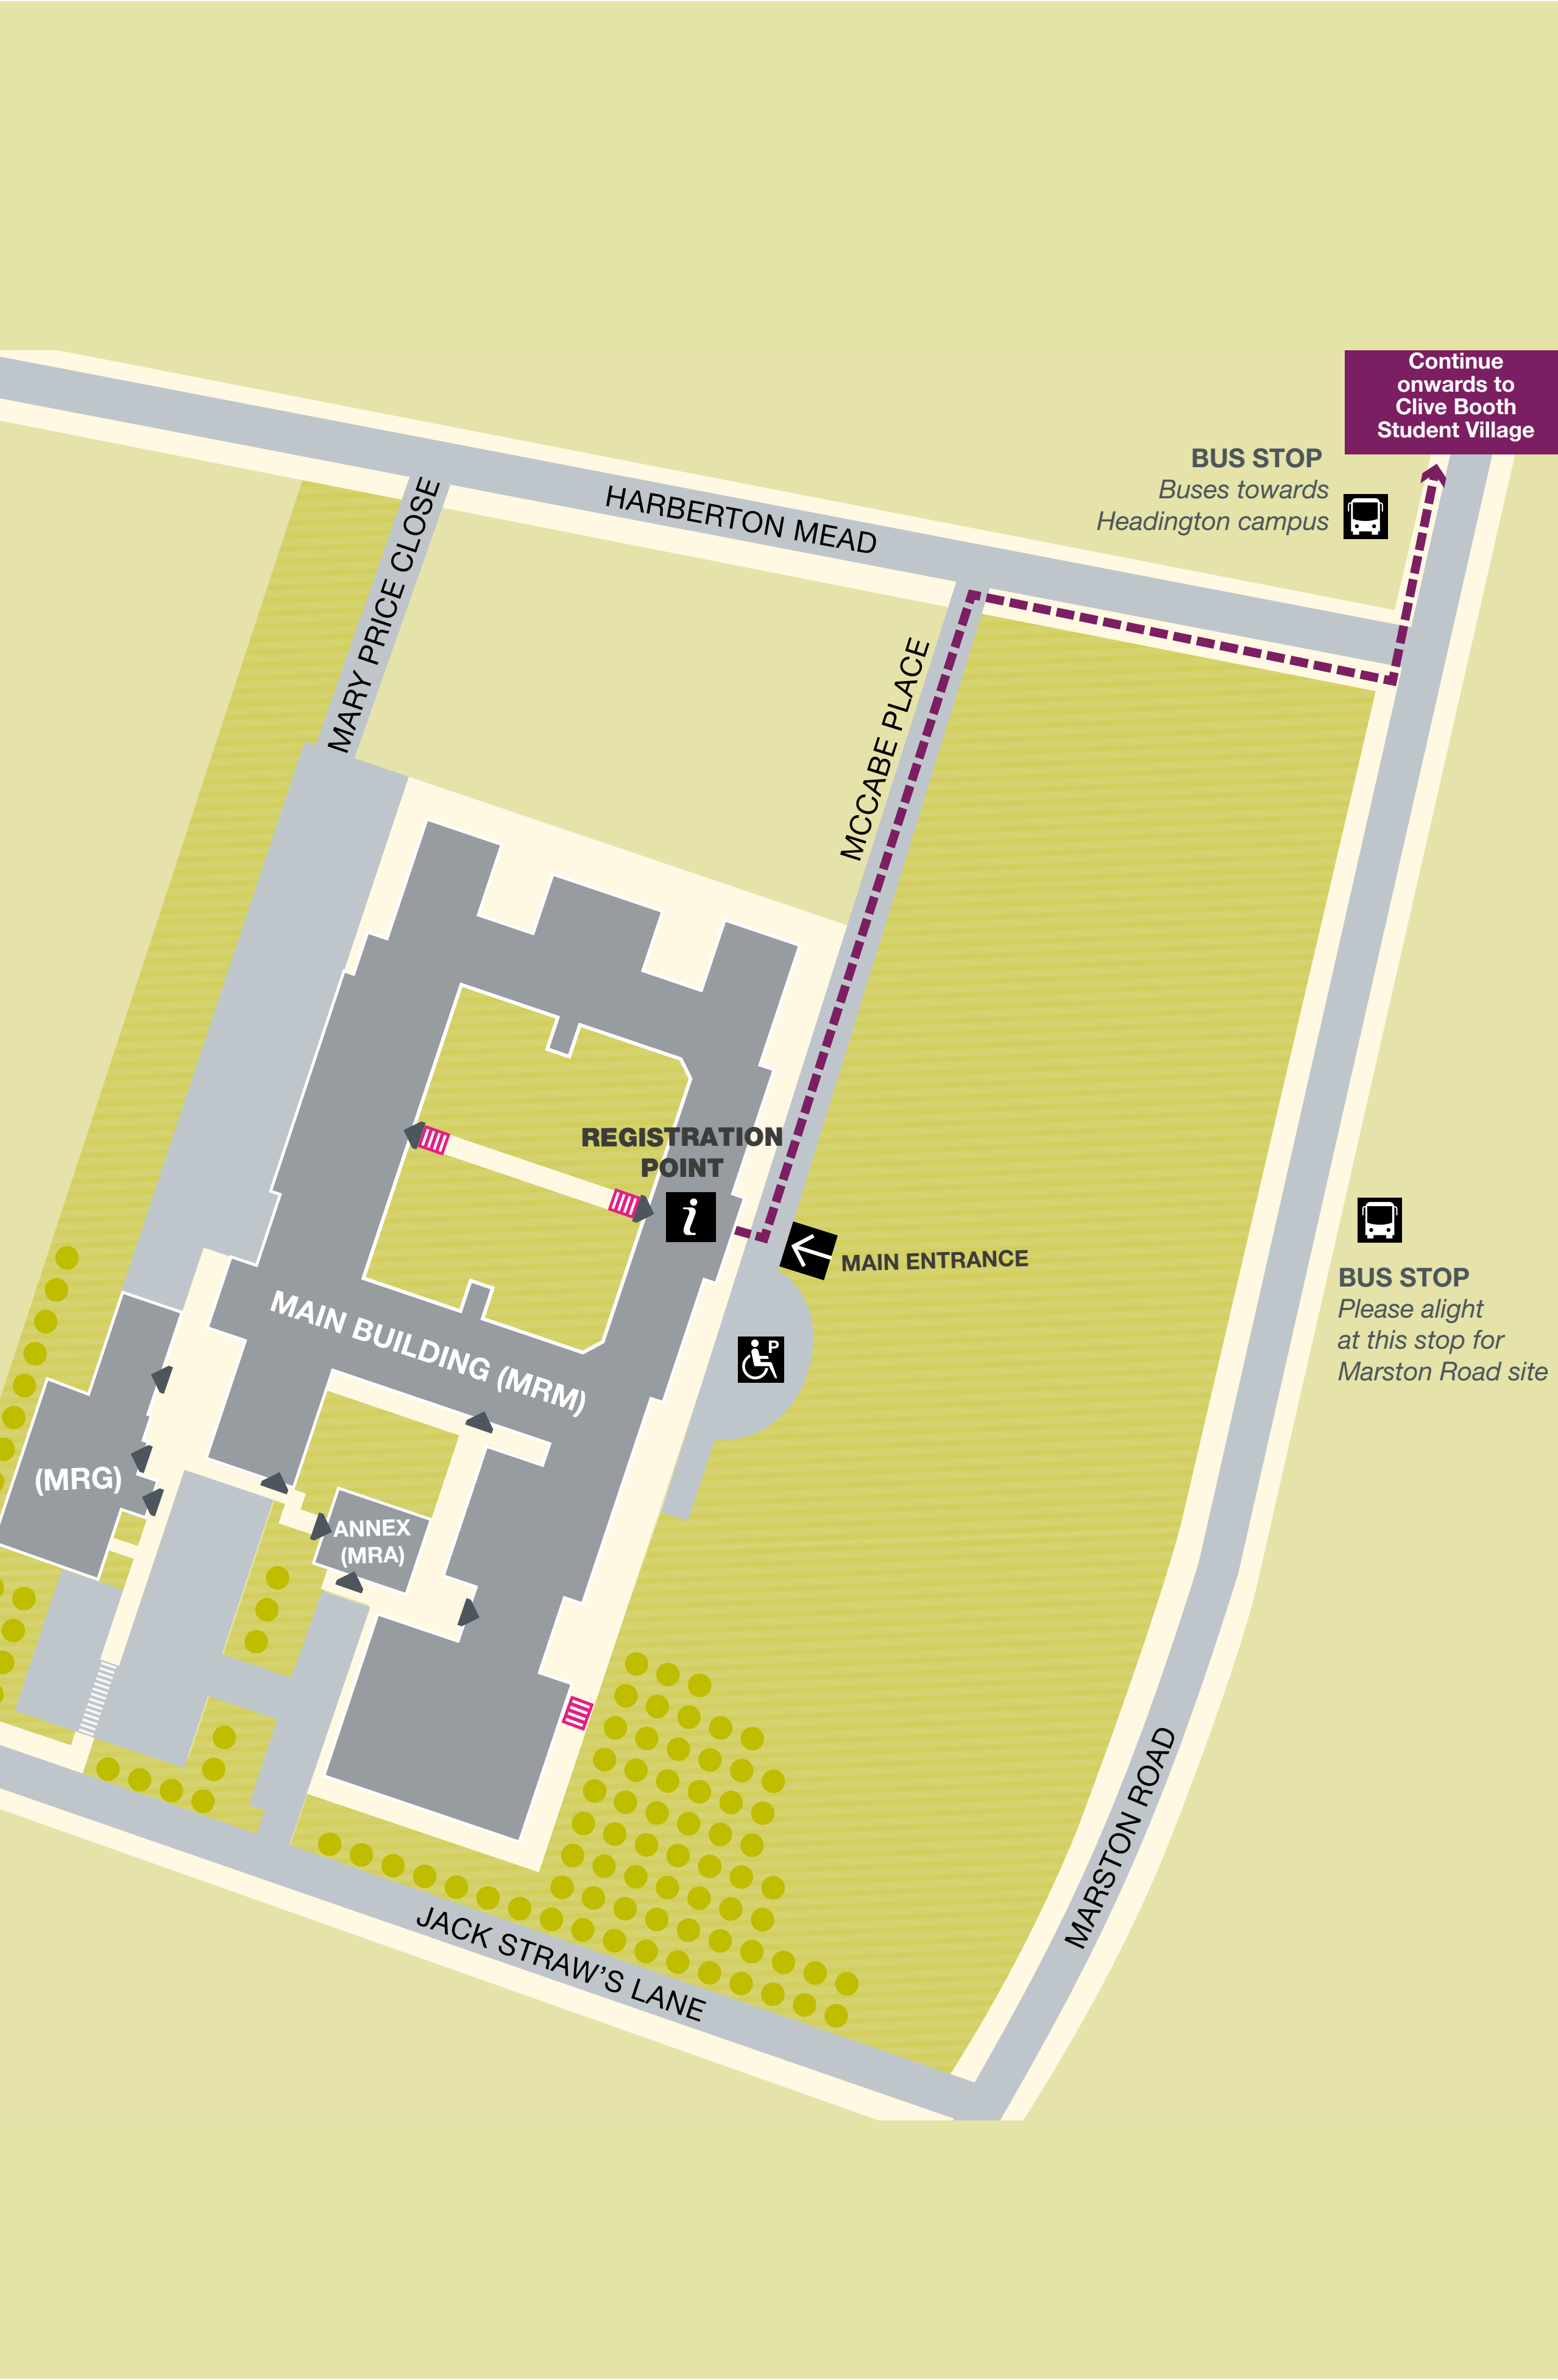 Continue
onwards to
Clive Booth
Student Village
BUS STOP
Buses towards
Headington campus
HARBERTON MEAD
MARY PRICE CLOSE
MCCABE PLACE
REGISTRATION
POINT
i
MAIN ENTRANCE
BUS STOP
Please alight
at this stop for
Marston Road site
P
MAIN BUILDING (MRM)
(MRG)
ANNEX
(MRA)
MARSTON ROAD
JACK STRAW’S LANE